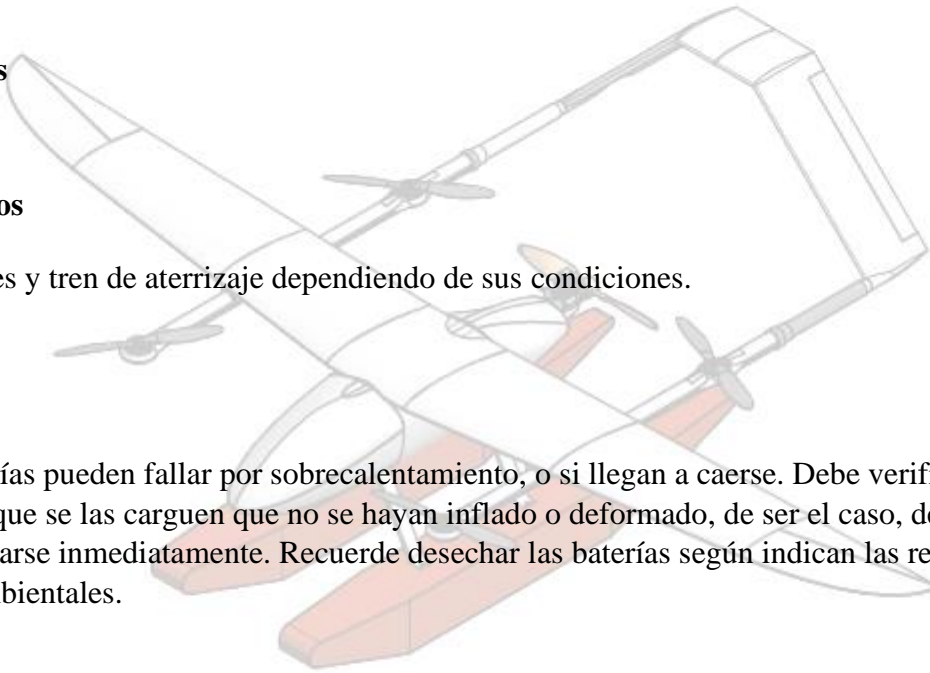 s
os
es y tren de aterrizaje dependiendo de sus condiciones.
ías pueden fallar por sobrecalentamiento, o si llegan a caerse. Debe verifi
que se las carguen que no se hayan inflado o deformado, de ser el caso, de
arse inmediatamente. Recuerde desechar las baterías según indican las re
bientales.